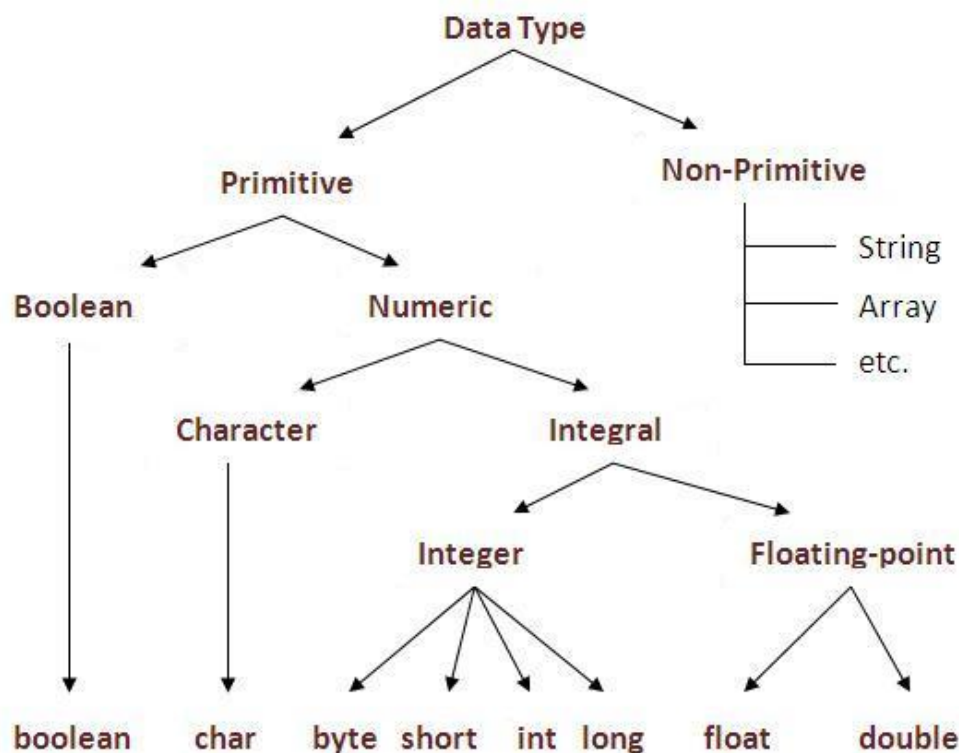 Data Type
Primitive
Non-Primitive
String
Boolean
Numeric
Array
etc.
Character
Integral
Integer
Floating-point
boolean char byte short int long float double